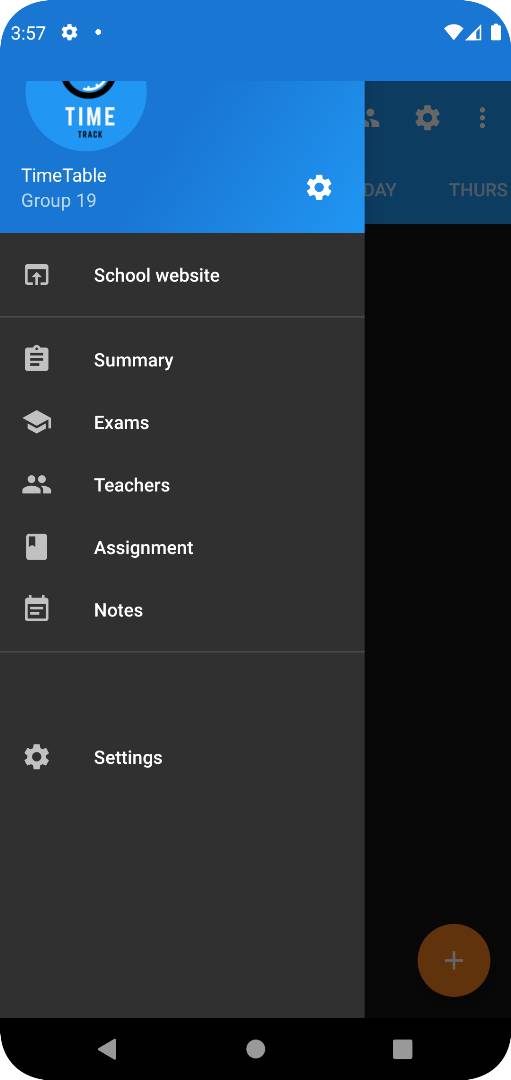 3:57
TIME
TRACK
TimeTable
Group 19
DAY
THURS
School website
Summary
Exams
Teachers
Assignment
Notes
Settings